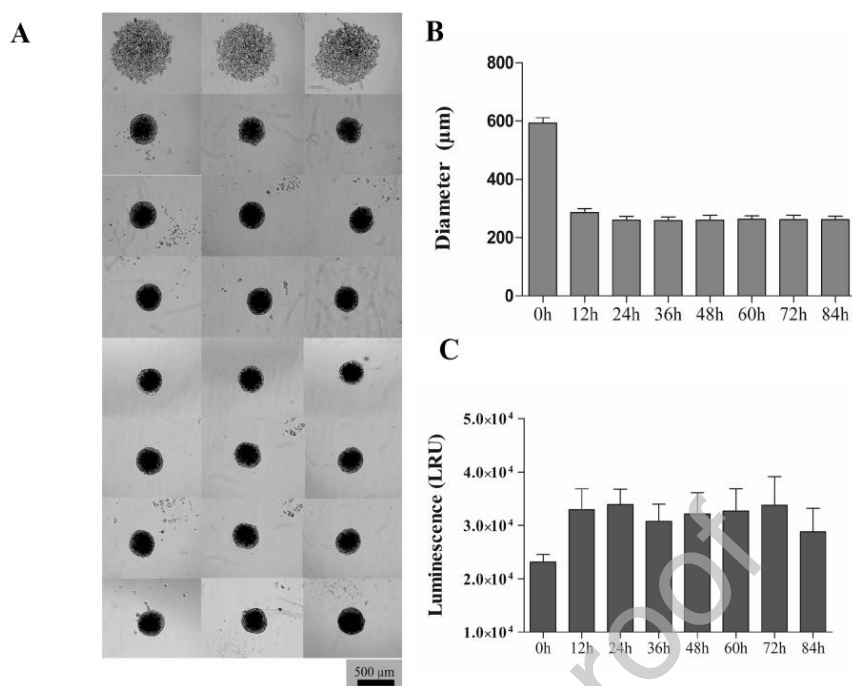 A
500 µm
B
Diameter (µm)
800
600
400
200
0
0h 12h 24h 36h 48h 60h 72h 84h
C
Luminescence (LRU)
5.0×10⁴
4.0×10⁴
3.0×10⁴
2.0×10⁴
1.0×10⁴
0h 12h 24h 36h 48h 60h 72h 84h
roof